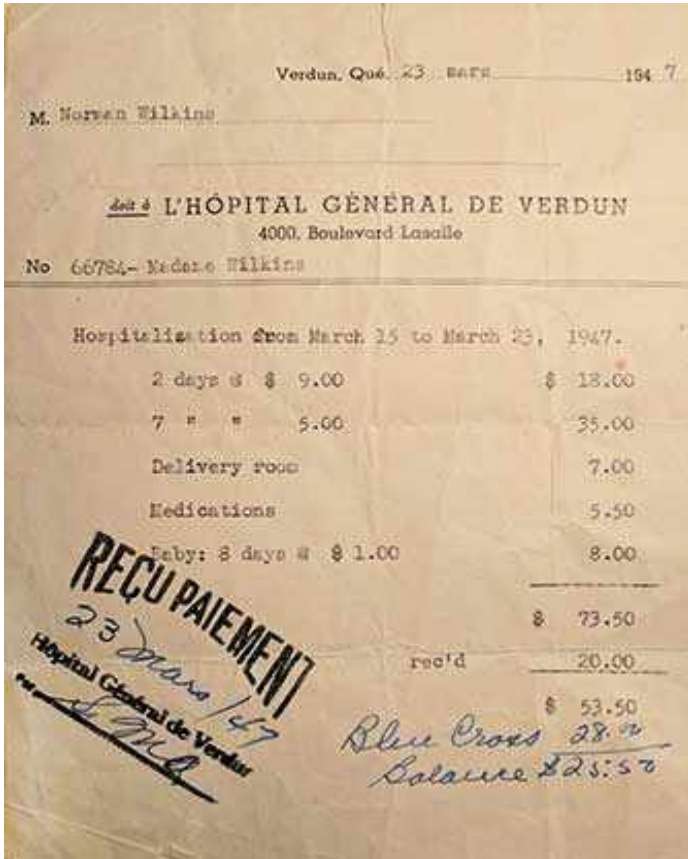 Verdun, Qué. 23 mars 1947
M. Norman Wilkins
doit à L'HÔPITAL GÉNÉRAL DE VERDUN
4000, Boulevard Lasalle
No 66784- Madame Wilkins
Hospitalization from March 15 to March 23, 1947.
2 days @ $ 9.00 $ 18.00
7 " " 5.00 35.00
Delivery room 7.00
Medications 5.50
Baby: 8 days @ $ 1.00 8.00
$ 73.50
rec'd 20.00
$ 53.50
Blue Cross 28.00
Balance $25.50
REÇU PAIEMENT
23 mars/47
Hôpital Général de Verdun
Par